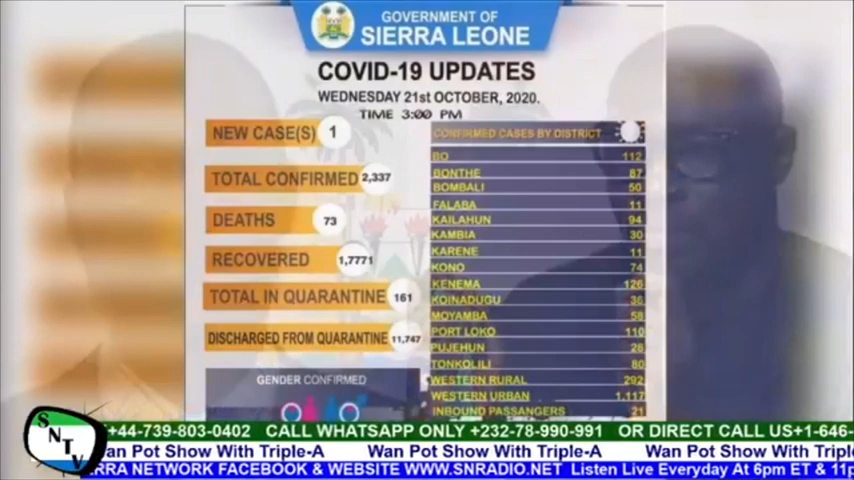 GOVERNMENT OF
SIERRA LEONE
COVID-19 UPDATES
WEDNESDAY 21st OCTOBER, 2020.
TIME 3:00 PM
NEW CASE(S) 1
TOTAL CONFIRMED 2,337
DEATHS 73
RECOVERED 1,7771
TOTAL IN QUARANTINE 161
DISCHARGED FROM QUARANTINE 11,747
GENDER CONFIRMED
CONFIRMED CASES BY DISTRICT
BO 112
BONTHE 87
BOMBALI 50
FALABA 11
KAILAHUN 94
KAMBIA 30
KARENE 11
KONO 74
KENEMA 126
KOINADUGU 36
MOYAMBA 58
PORT LOKO 110
PUJEHUN 28
TONKOLILI 80
WESTERN RURAL 292
WESTERN URBAN 1,117
INBOUND PASSANGERS 21
SNTV
+44-739-803-0402 CALL WHATSAPP ONLY +232-78-990-991 OR DIRECT CALL US+1-646-
an Pot Show With Triple-A Wan Pot Show With Triple-A Wan Pot Show With Triple
ERRA NETWORK FACEBOOK & WEBSITE WWW.SNRADIO.NET Listen Live Everyday At 6pm ET & 11p